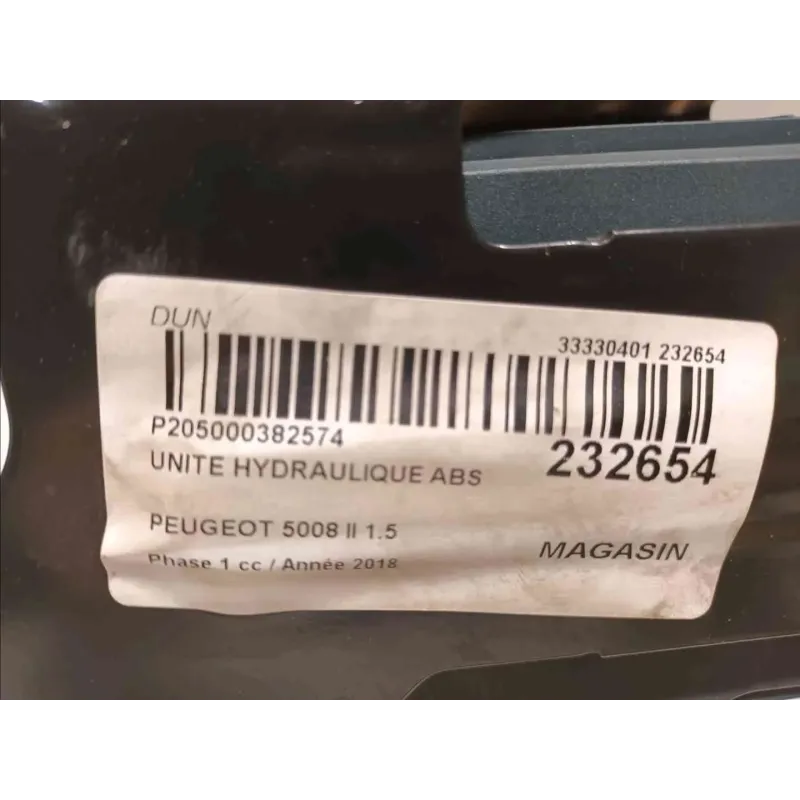 DUN
33330401 232654
P205000382574
232654
UNITE HYDRAULIQUE ABS
PEUGEOT 5008 II 1.5
MAGASIN
Phase 1 cc / Année 2018